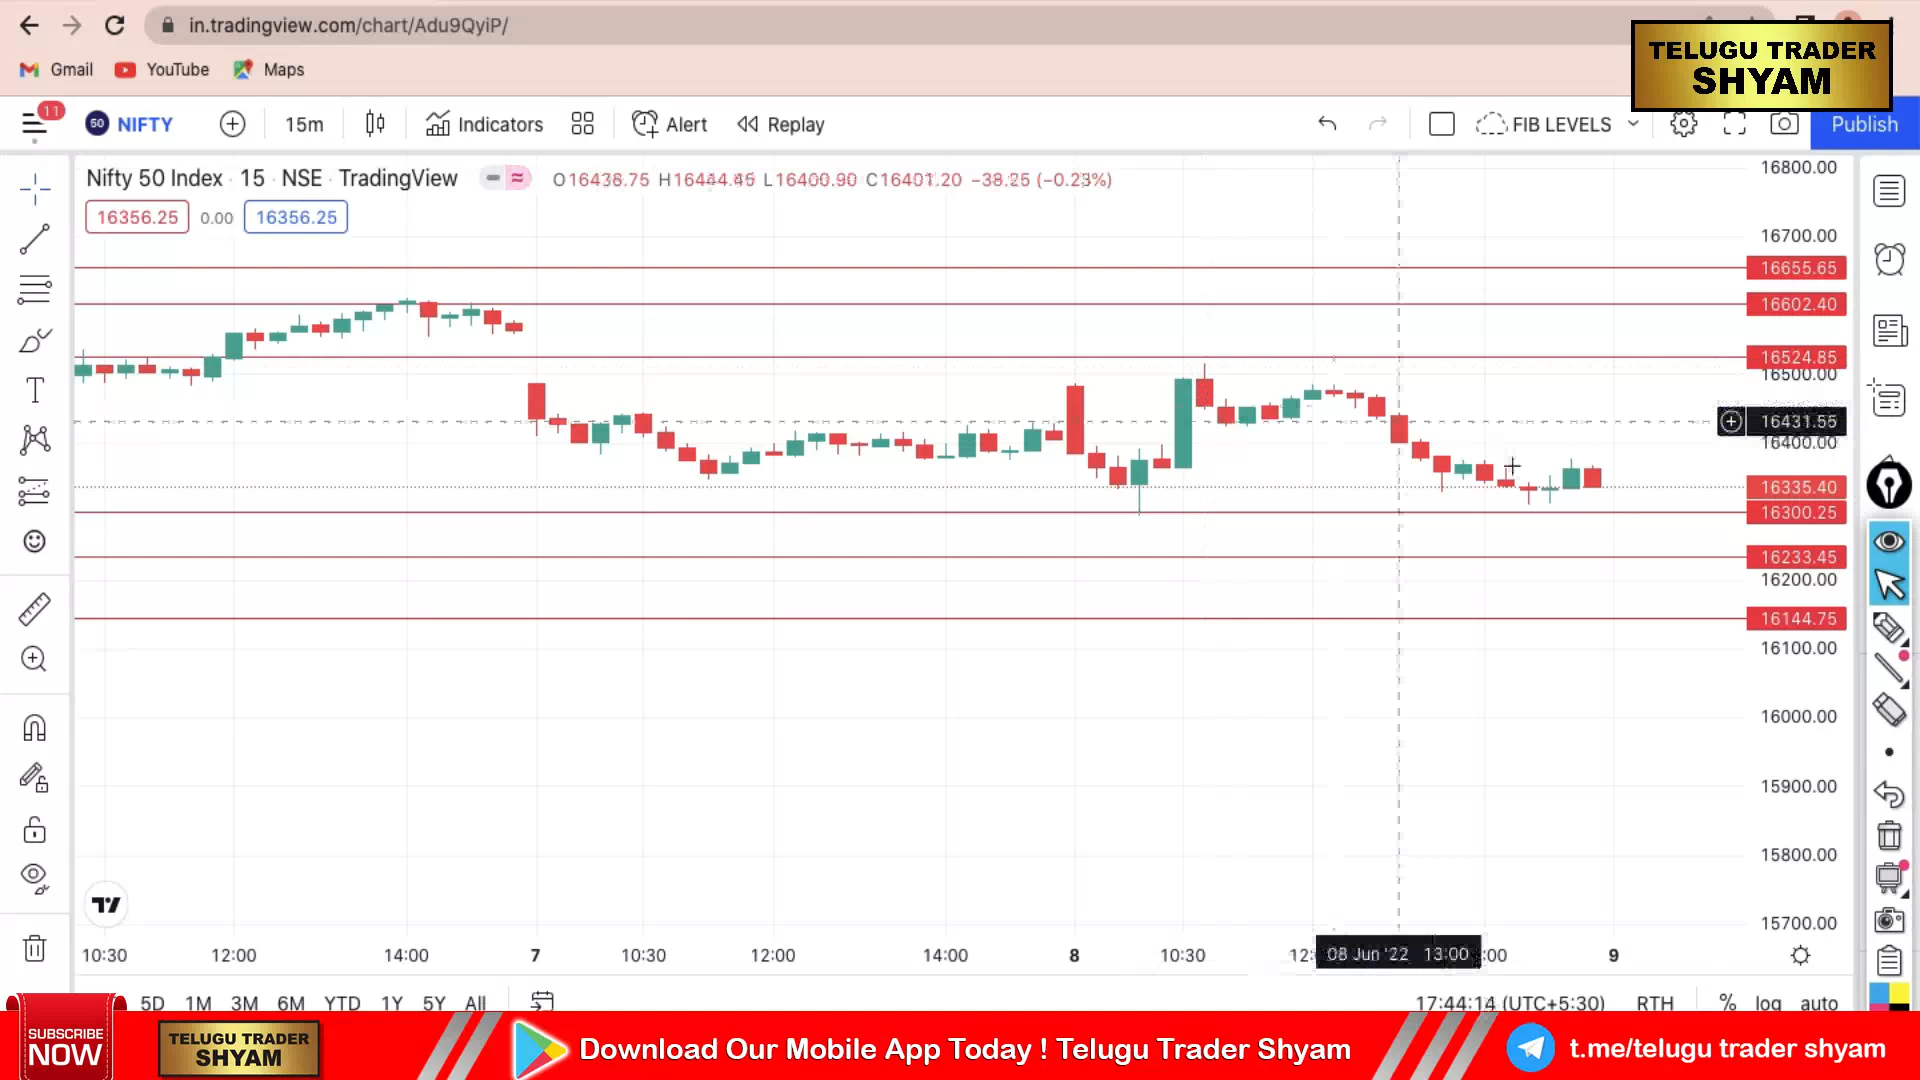 in.tradingview.com/chart/Adu9QyiP/
TELUGU TRADER
SHYAM
Gmail
YouTube
Maps
11
50
NIFTY
15m
Indicators
Alert
Replay
FIB LEVELS
Publish
Nifty 50 Index · 15 · NSE · TradingView
H16444.45 L16400.90 C16401.20 −38.25 (−0.23%)
16356.25
0.00
16356.25
16800.00
16700.00
16655.65
16602.40
16524.85
16500.00
16431.55
16400.00
16335.40
16300.25
16233.45
16200.00
16144.75
16100.00
16000.00
15900.00
15800.00
15700.00
10:30
12:00
14:00
7
10:30
12:00
14:00
8
10:30
08 Jun '22 13:00
9
5D
1M
3M
6M
YTD
1Y
5Y
All
17:44:14 (UTC+5:30)
RTH
%
log
auto
SUBSCRIBE
NOW
TELUGU TRADER
SHYAM
Download Our Mobile App Today ! Telugu Trader Shyam
t.me/telugu trader shyam